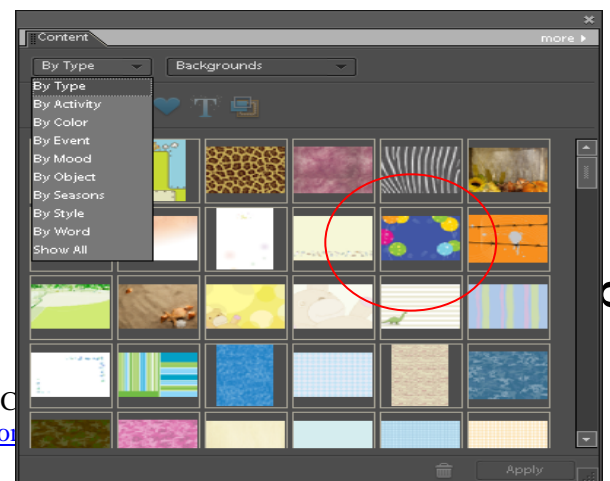 Content
more
By Type Backgrounds
By Type
By Activity
By Color
By Event
By Mood
By Object
By Seasons
By Style
By Word
Show All
T
Apply